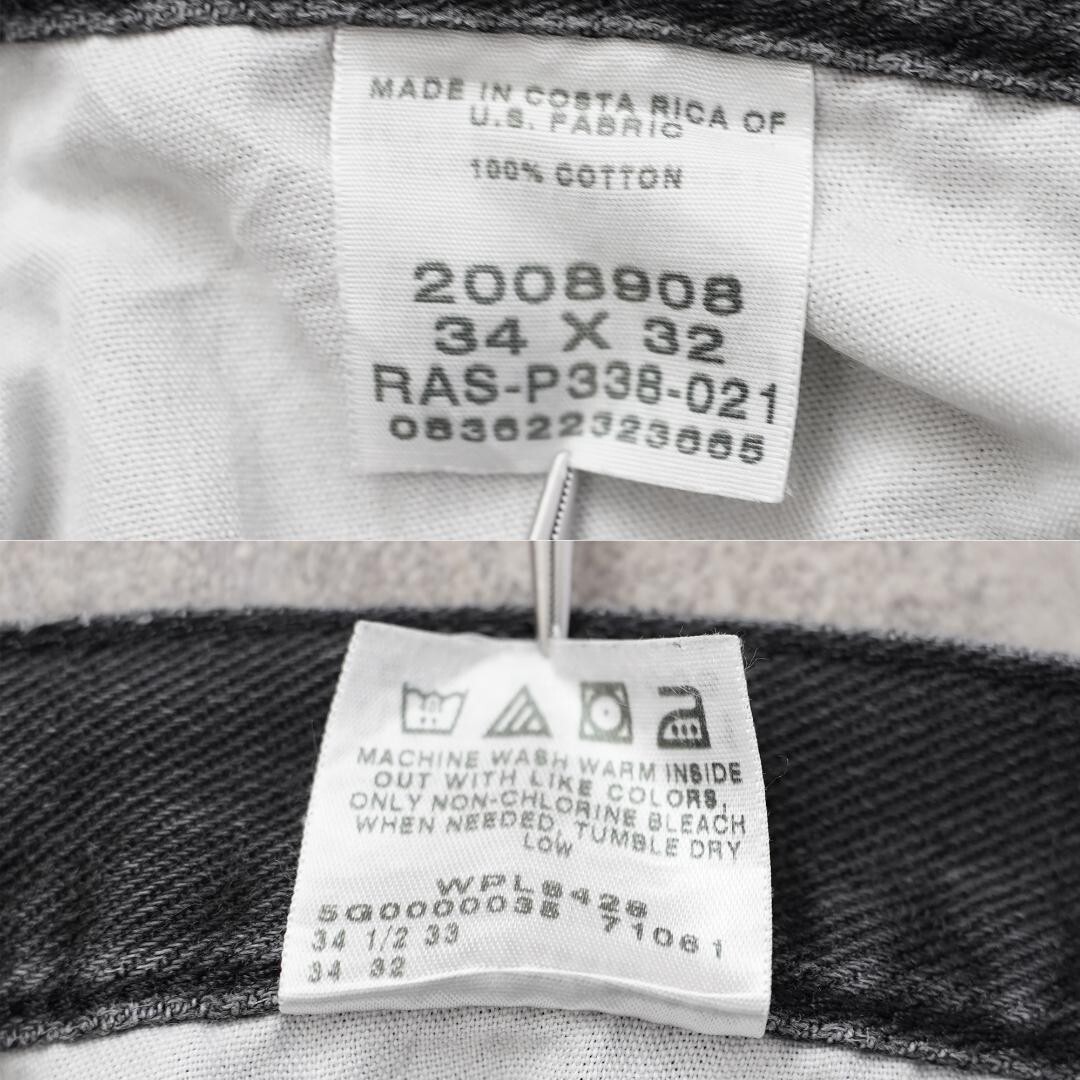 MADE IN COSTA RICA OF
U.S. FABRIC
100% COTTON
2008908
34 X 32
RAS-P338-021
083622323665
MACHINE WASH WARM INSIDE
OUT WITH LIKE COLORS,
ONLY NON-CHLORINE BLEACH
WHEN NEEDED, TUMBLE DRY
LOW
WPLS426
71061
34 1/2 33
34 32